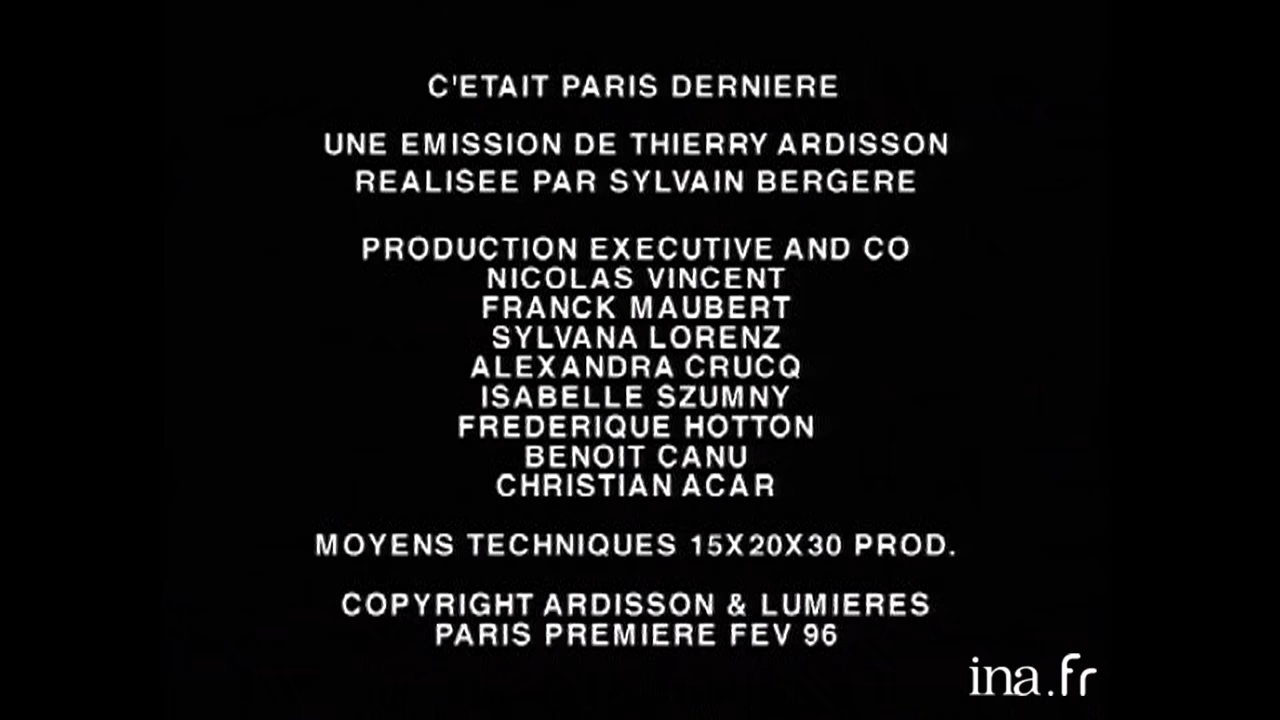 C'ETAIT PARIS DERNIERE
UNE EMISSION DE THIERRY ARDISSON
REALISEE PAR SYLVAIN BERGERE
PRODUCTION EXECUTIVE AND CO
NICOLAS VINCENT
FRANCK MAUBERT
SYLVANA LORENZ
ALEXANDRA CRUCQ
ISABELLE SZUMNY
FREDERIQUE HOTTON
BENOIT CANU
CHRISTIAN ACAR
MOYENS TECHNIQUES 15X20X30 PROD.
COPYRIGHT ARDISSON & LUMIERES
PARIS PREMIERE FEV 96
ina.fr